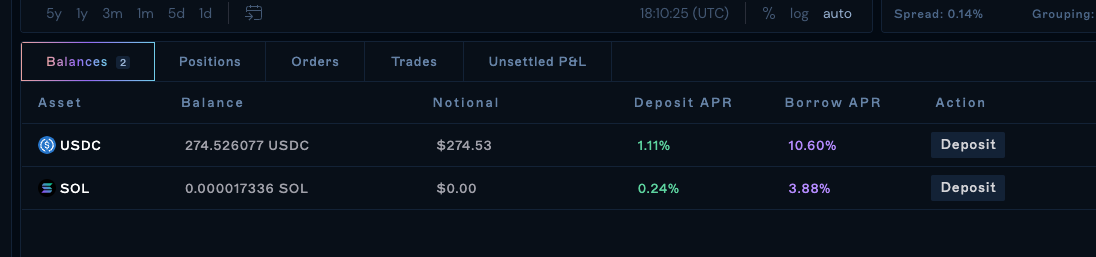 5y 1y 3m 1m 5d 1d 18:10:25 (UTC) % log auto Spread: 0.14% Grouping:
Balances 2 Positions Orders Trades Unsettled P&L
Asset Balance Notional Deposit APR Borrow APR Action
USDC 274.526077 USDC $274.53 1.11% 10.60% Deposit
SOL 0.000017336 SOL $0.00 0.24% 3.88% Deposit